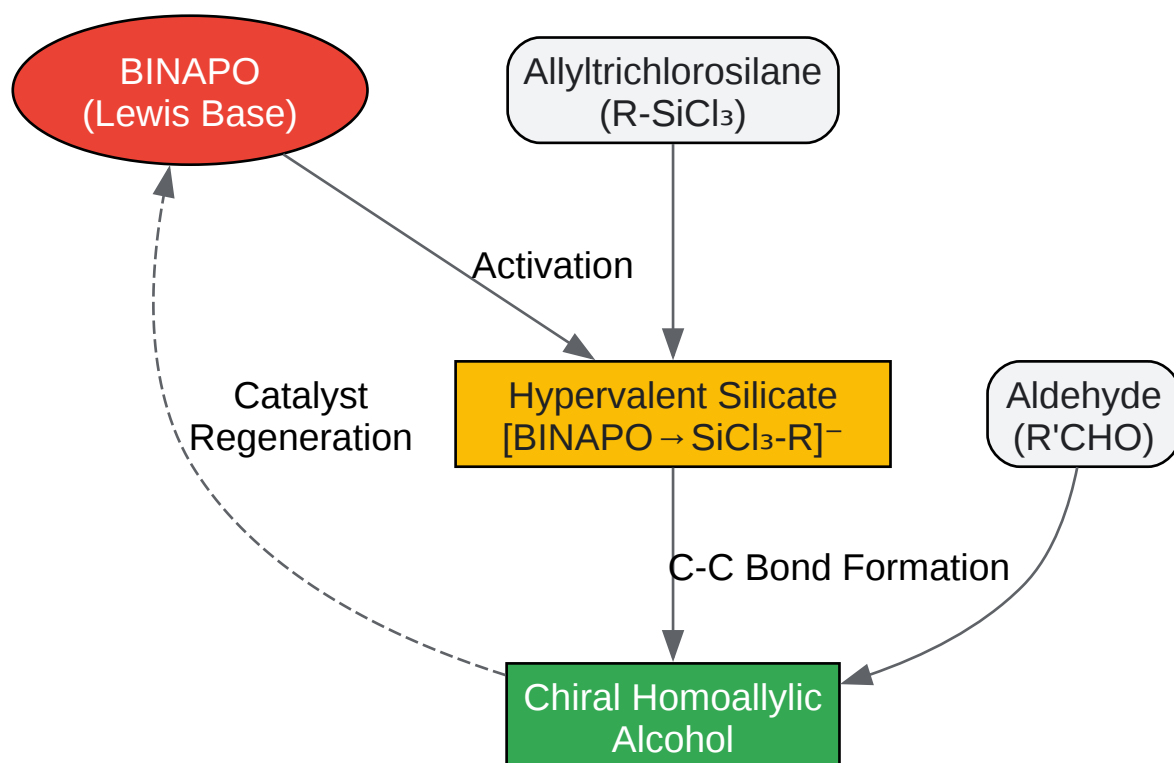 BINAPO
(Lewis Base)
Allyltrichlorosilane
(R-SiCl₃)
Activation
Catalyst
Regeneration
Hypervalent Silicate
[BINAPO→SiCl₃-R]⁻
Aldehyde
(R'CHO)
C-C Bond Formation
Chiral Homoallylic
Alcohol